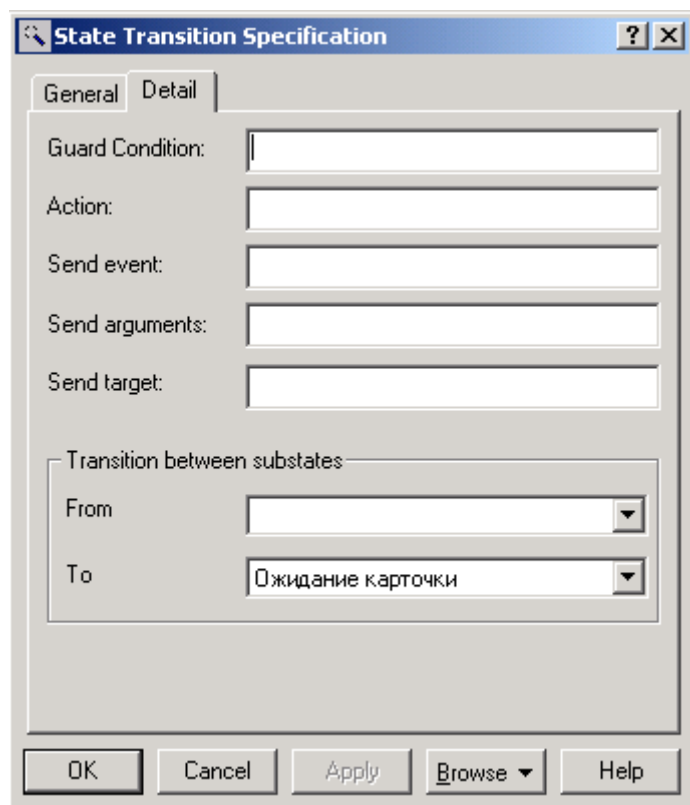 State Transition Specification
General Detail
Guard Condition:
Action:
Send event:
Send arguments:
Send target:
Transition between substates
From
To Ожидание карточки
OK Cancel Apply Browse Help